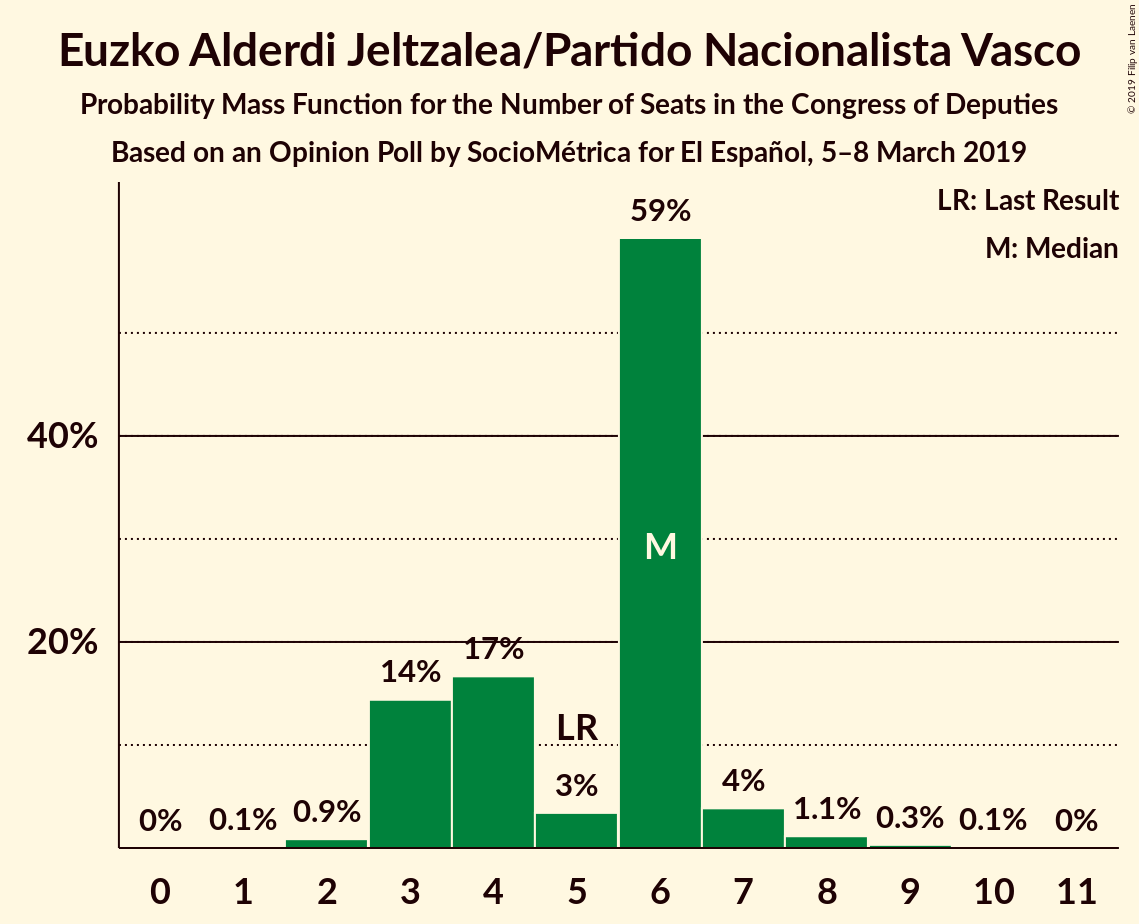 Euzko Alderdi Jeltzalea/Partido Nacionalista Vasco
Probability Mass Function for the Number of Seats in the Congress of Deputies
Based on an Opinion Poll by SocioMétrica for El Español, 5–8 March 2019
© 2019 Filip van Laenen
LR: Last Result
M: Median
59%
40%
M
20%
17%
14%
LR
3%
4%
0%
0.1%
0.9%
1.1%
0.3%
0.1%
0%
0 1 2 3 4 5 6 7 8 9 10 11